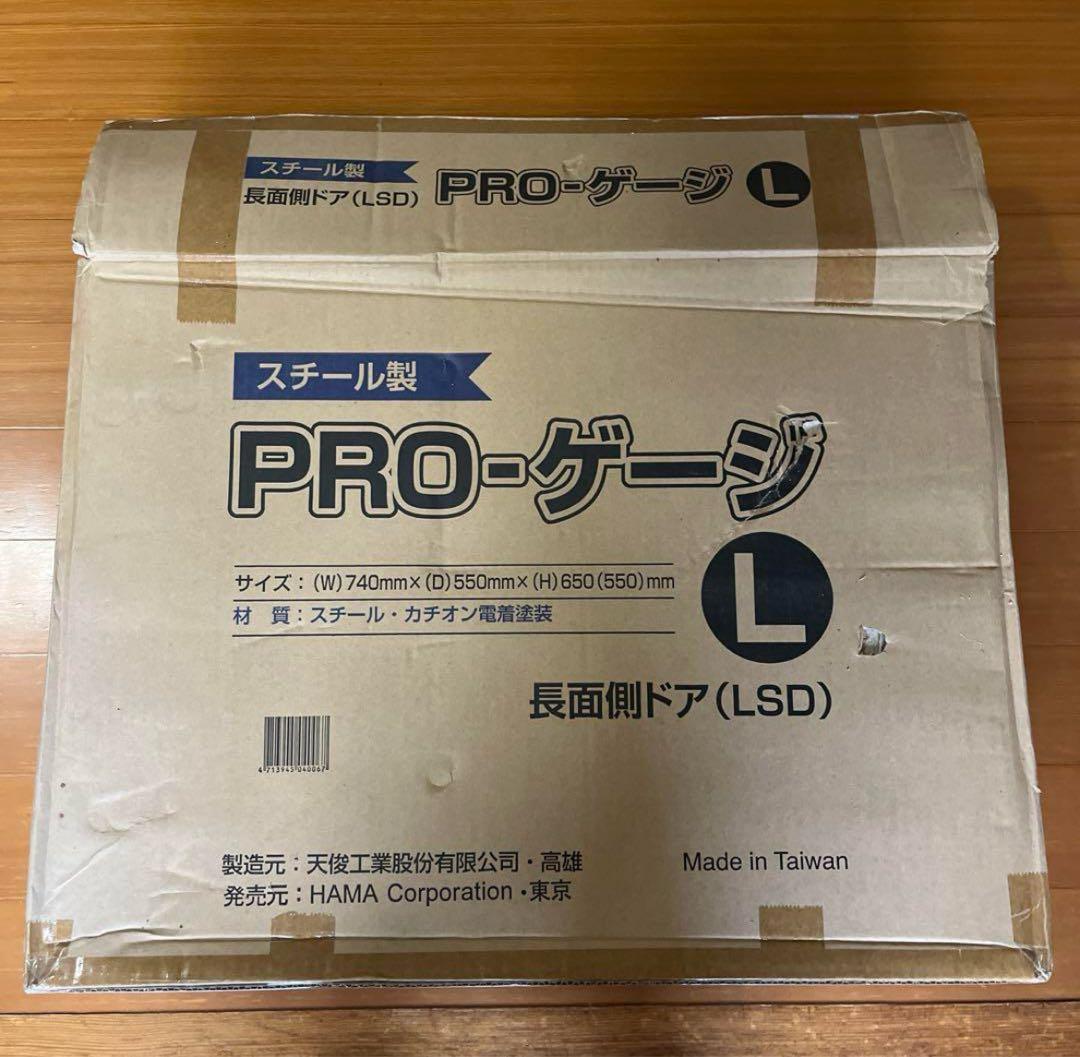 スチール製
長面側ドア(LSD) PRO-ゲージ L
スチール製
PRO-ゲージ
サイズ：(W)740mm×(D)550mm×(H)650(550)mm
材 質：スチール・カチオン電着塗装
L
長面側ドア(LSD)
4713945040067
製造元：天俊工業股份有限公司・高雄
発売元：HAMA Corporation・東京
Made in Taiwan